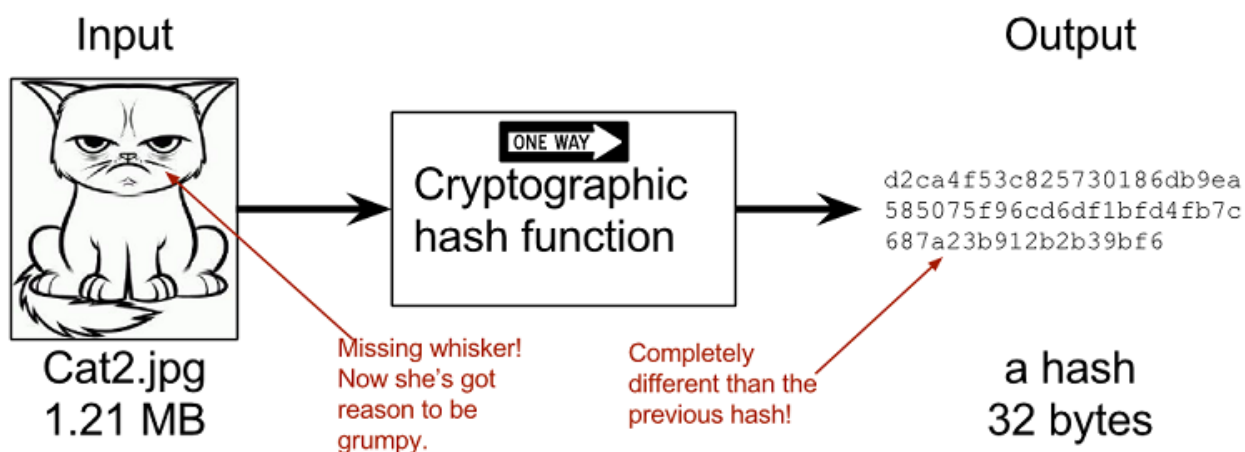 Input
Output
ONE WAY
Cryptographic
hash function
d2ca4f53c825730186db9ea
585075f96cd6df1bfd4fb7c
687a23b912b2b39bf6
Cat2.jpg
1.21 MB
Missing whisker!
Now she's got
reason to be
grumpy.
Completely
different than the
previous hash!
a hash
32 bytes